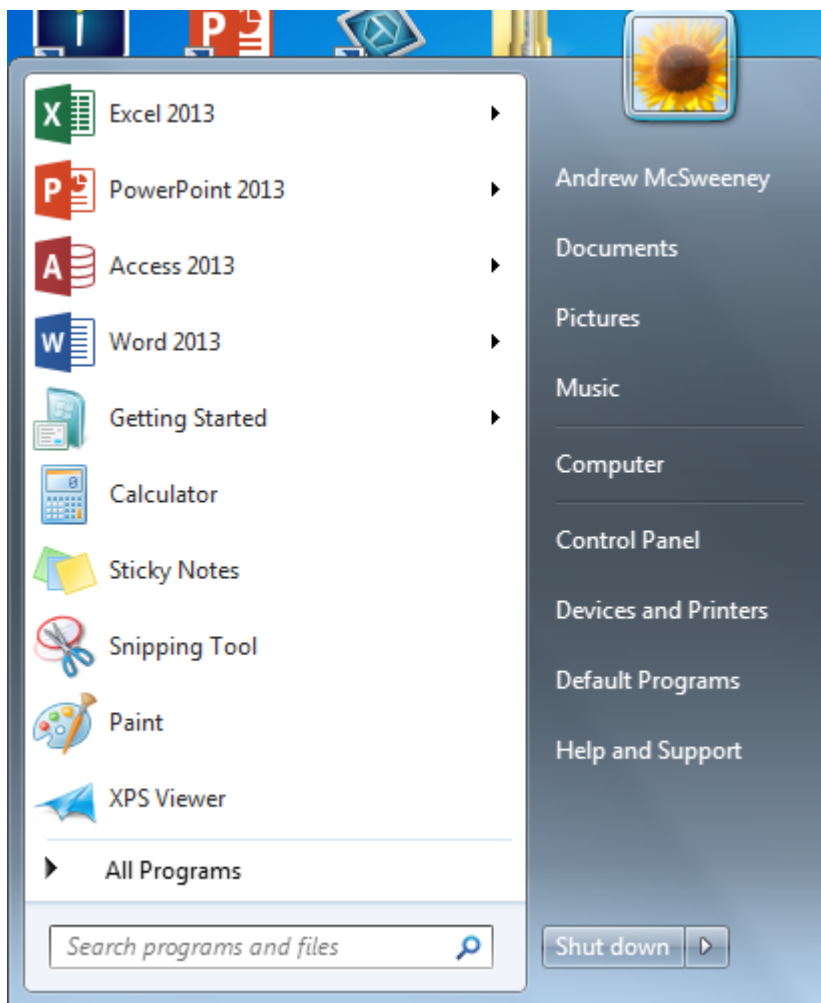 Excel 2013
PowerPoint 2013
Access 2013
Word 2013
Getting Started
Calculator
Sticky Notes
Snipping Tool
Paint
XPS Viewer
All Programs
Search programs and files
Andrew McSweeney
Documents
Pictures
Music
Computer
Control Panel
Devices and Printers
Default Programs
Help and Support
Shut down